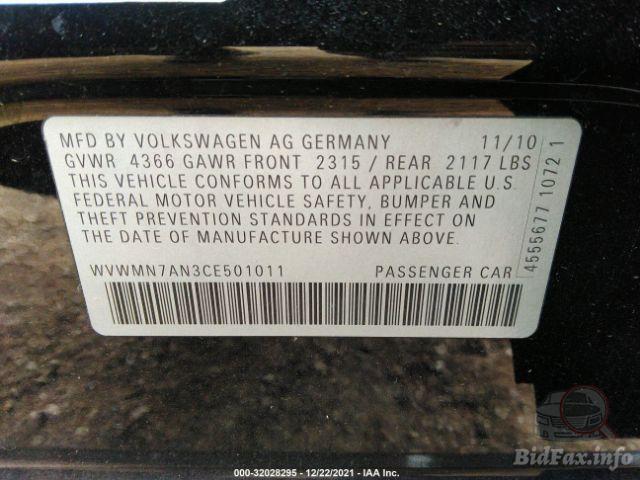 MFD BY VOLKSWAGEN AG GERMANY 11/10
GVWR 4366 GAWR FRONT 2315 / REAR 2117 LBS
THIS VEHICLE CONFORMS TO ALL APPLICABLE U.S.
FEDERAL MOTOR VEHICLE SAFETY, BUMPER AND
THEFT PREVENTION STANDARDS IN EFFECT ON
THE DATE OF MANUFACTURE SHOWN ABOVE.
WVWMN7AN3CE501011 PASSENGER CAR
4555677 1072 1
BidFax.info
000-32028295 - 12/22/2021 - IAA Inc.